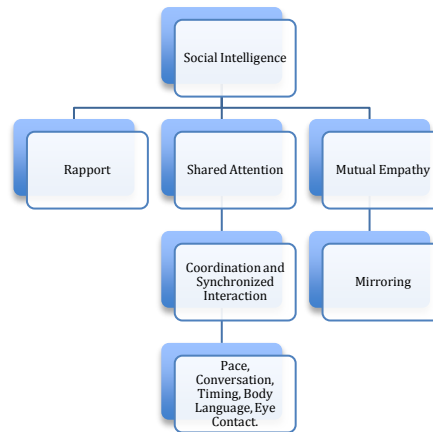 Social Intelligence
Rapport
Shared Attention
Mutual Empathy
Coordination and
Synchronized
Interaction
Mirroring
Pace,
Conversation,
Timing, Body
Language, Eye
Contact.